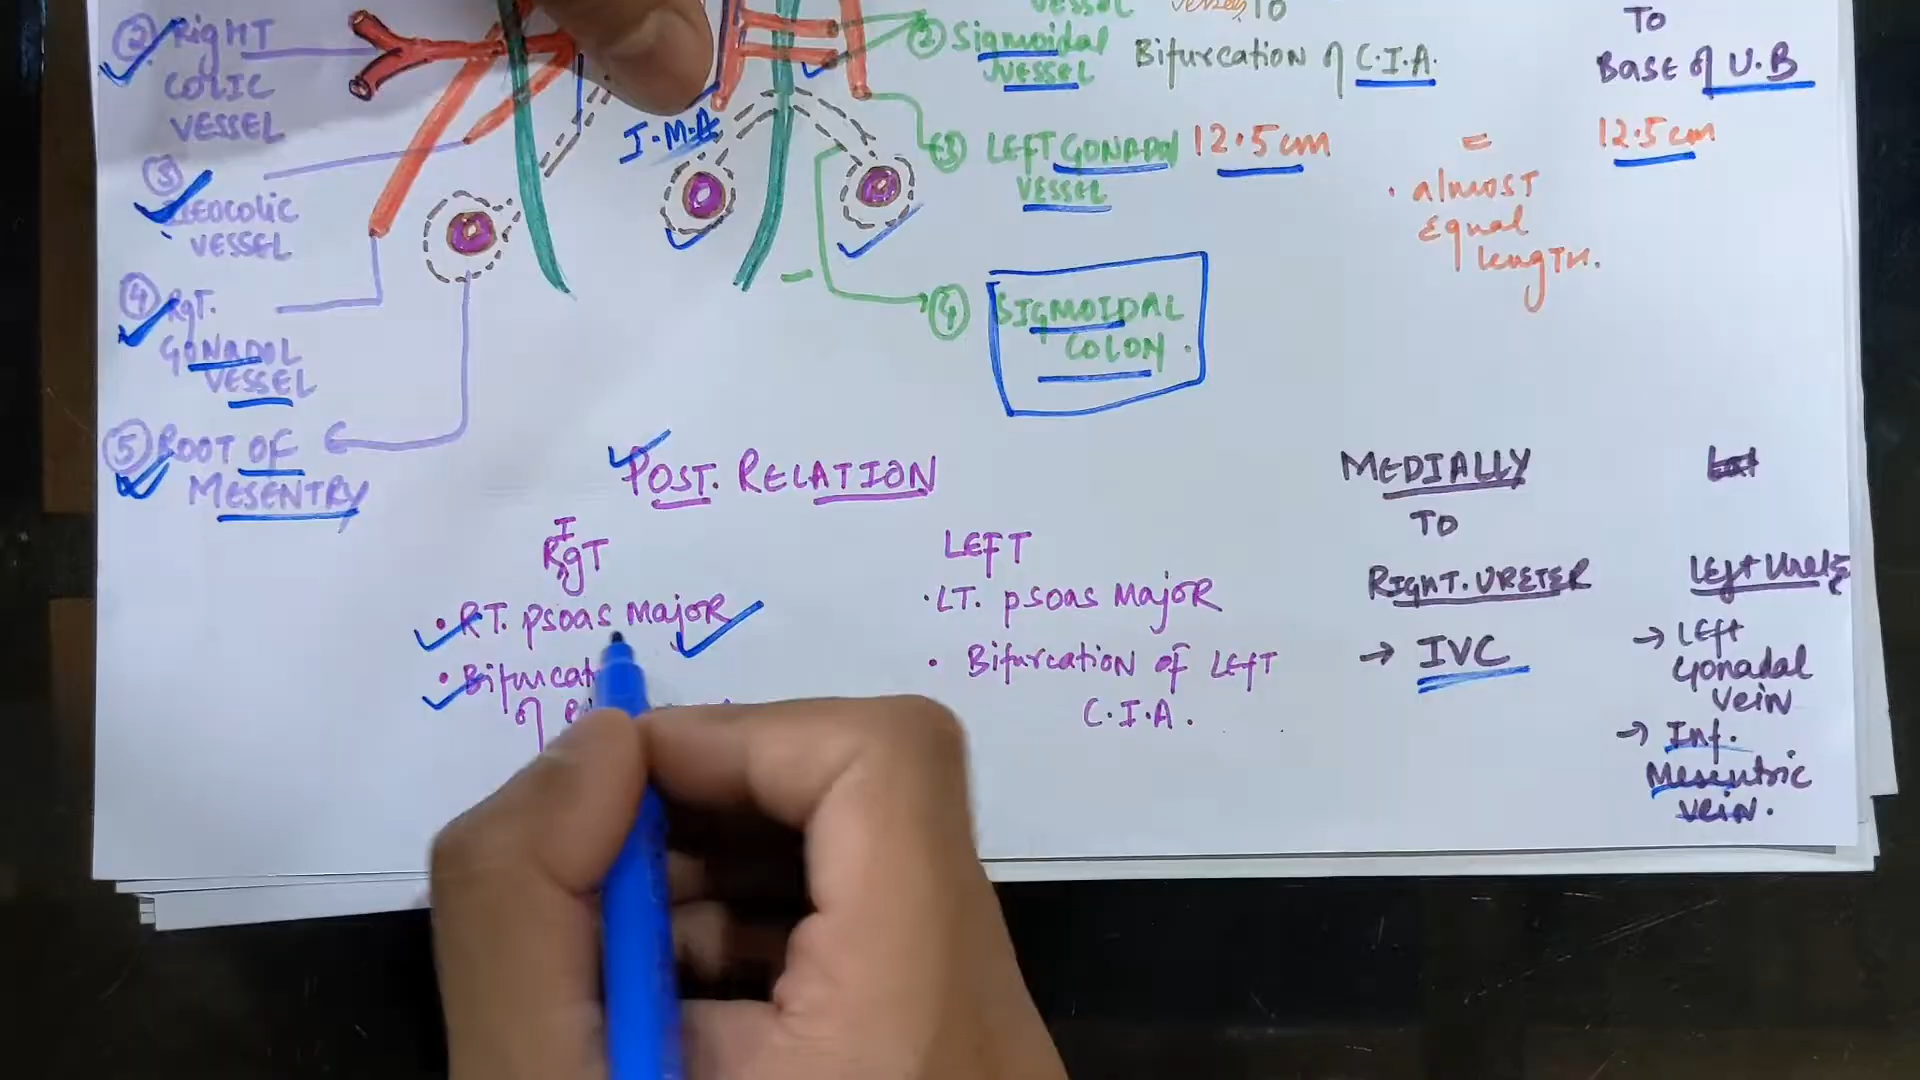 ② RIGHT
COLIC
VESSEL
③
ILEOCOLIC
VESSEL
④ RgT.
GONADAL
VESSEL
⑤ ROOT OF
MESENTRY
I.M.A
VESSEL
② Sigmoidal
VESSEL
③ LEFT GONADAL
VESSEL
④ SIGMOIDAL
COLON.
Vessel TO
Bifurcation of C.I.A.
12.5 cm
=
• almost
equal
length.
TO
Base of U.B
12.5 cm
POST. RELATION
RgT
• RT. psoas Major
• Bifurcat
of
LEFT
• LT. psoas Major
• Bifurcation of Left
C.I.A.
MEDIALLY
TO
RIGHT. URETER
→ IVC
Left Urete
→ Left
Gonadal
vein
→ Inf.
Mesentric
vein.